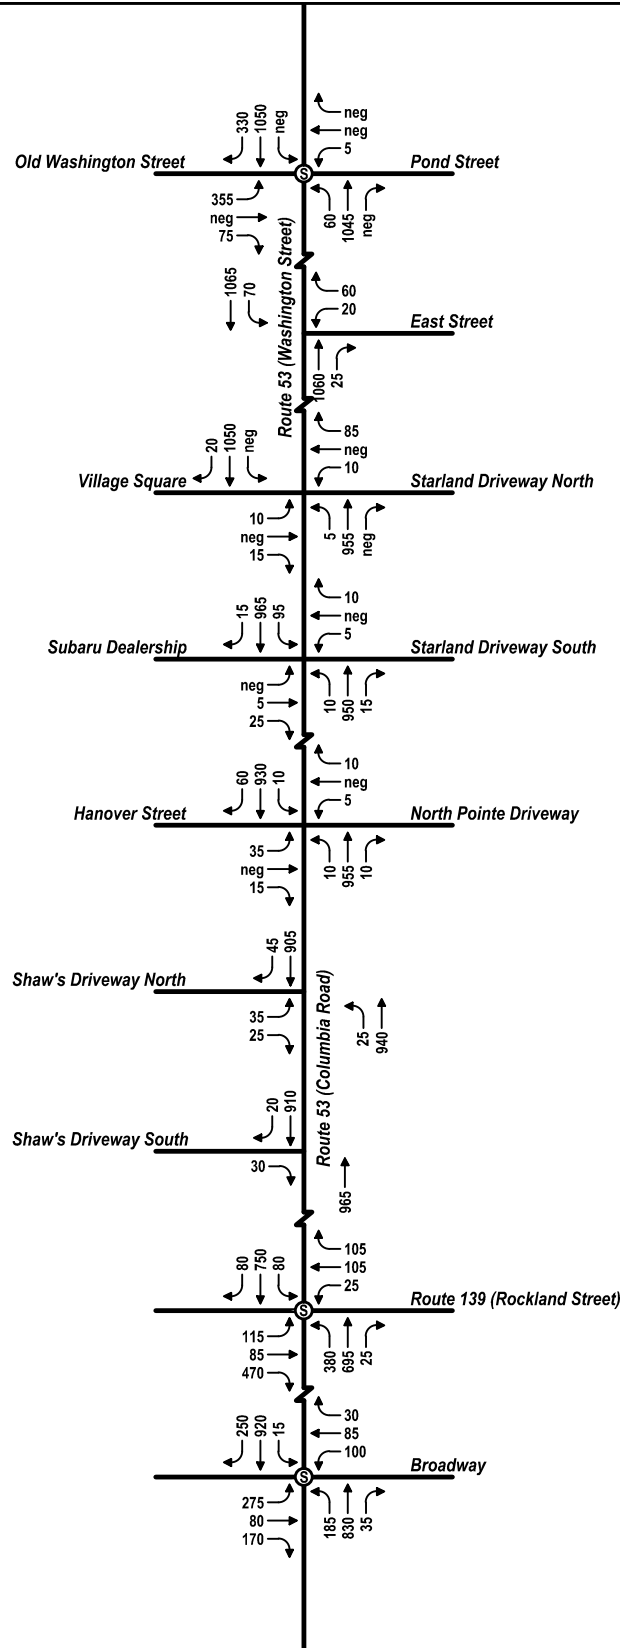 330
1050
neg
neg
neg
5
Old Washington Street
S
Pond Street
355
neg
75
60
1045
neg
Route 53 (Washington Street)
1065
70
60
20
East Street
1060
25
20
1050
neg
85
neg
10
Village Square
Starland Driveway North
10
neg
15
5
955
neg
15
965
95
10
neg
5
Subaru Dealership
Starland Driveway South
neg
5
25
10
950
15
60
930
10
10
neg
5
Hanover Street
North Pointe Driveway
35
neg
15
10
955
10
45
905
Shaw's Driveway North
Route 53 (Columbia Road)
35
25
25
940
20
910
Shaw's Driveway South
30
965
80
750
80
105
105
25
S
Route 139 (Rockland Street)
115
85
470
380
695
25
250
920
15
30
85
100
S
Broadway
275
80
170
185
830
35